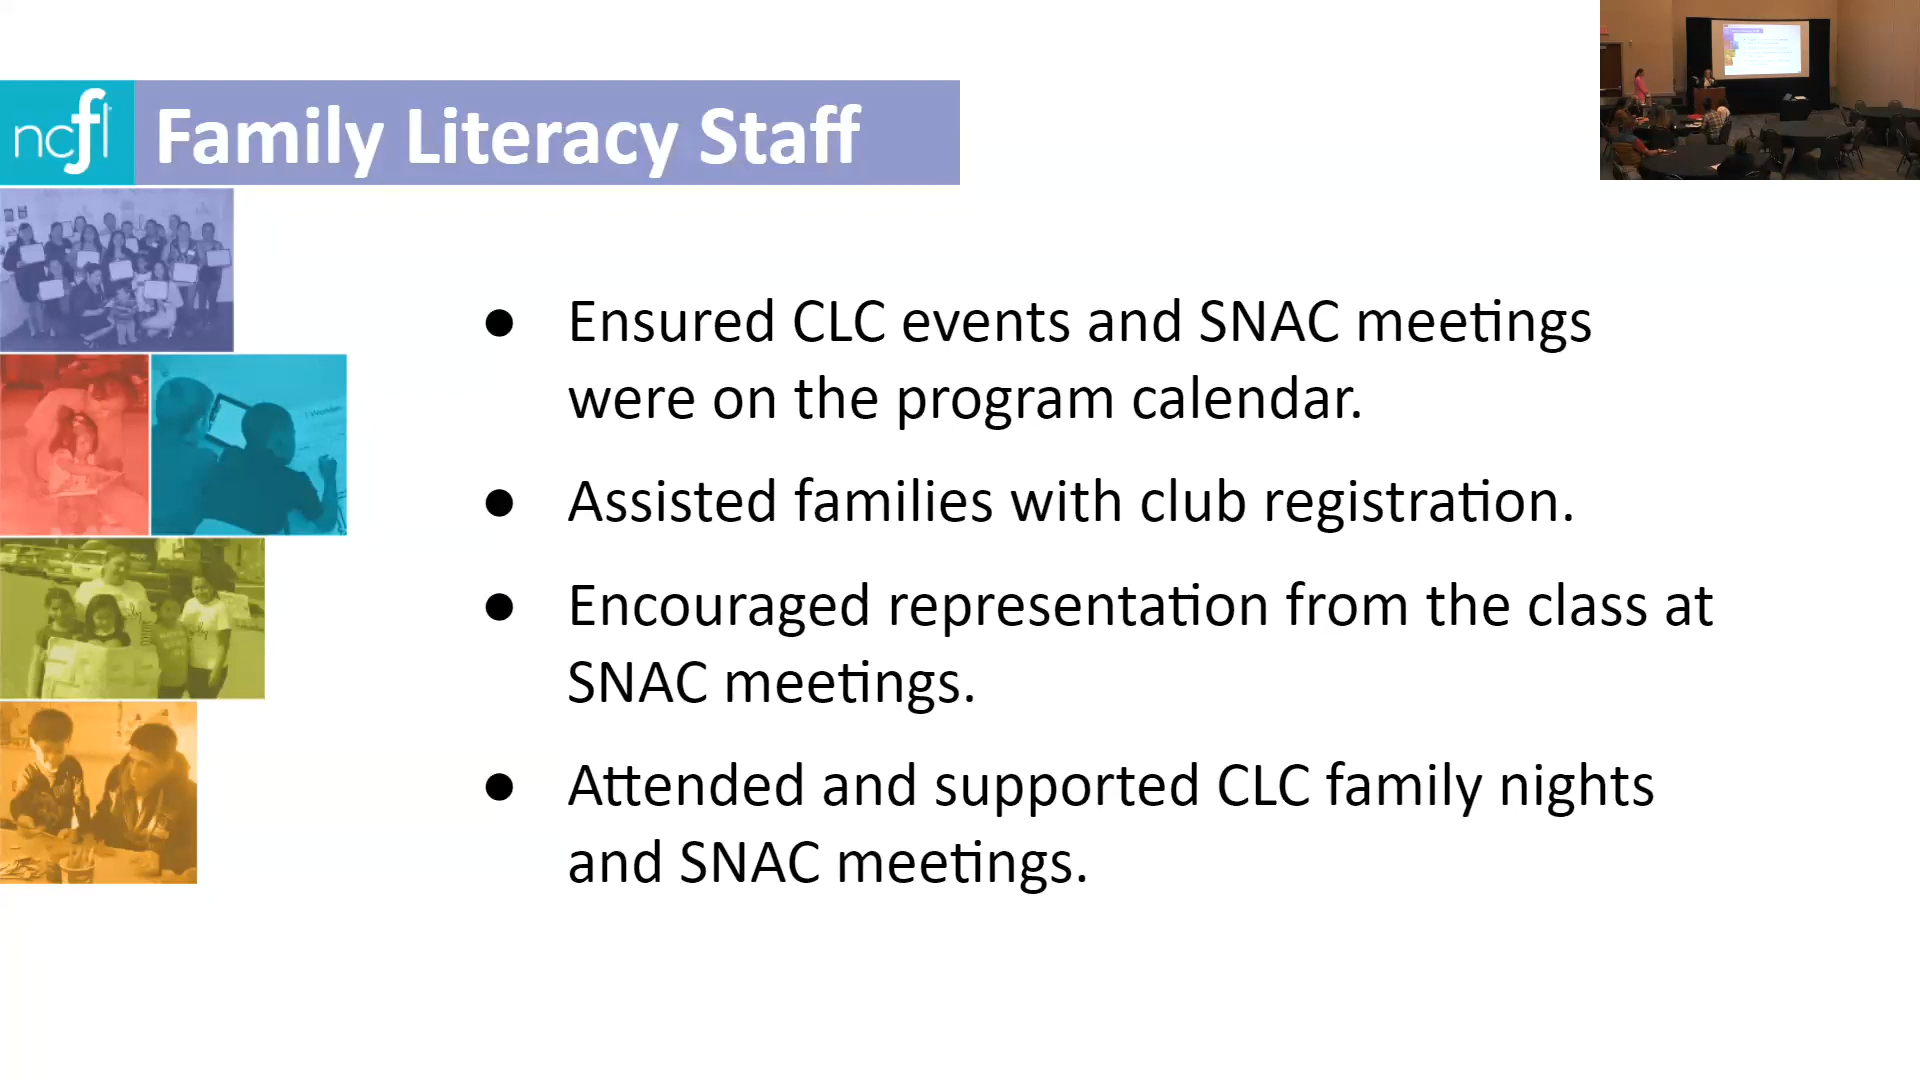 ncfl
Family Literacy Staff
● Ensured CLC events and SNAC meetings
were on the program calendar.
● Assisted families with club registration.
● Encouraged representation from the class at
SNAC meetings.
● Attended and supported CLC family nights
and SNAC meetings.